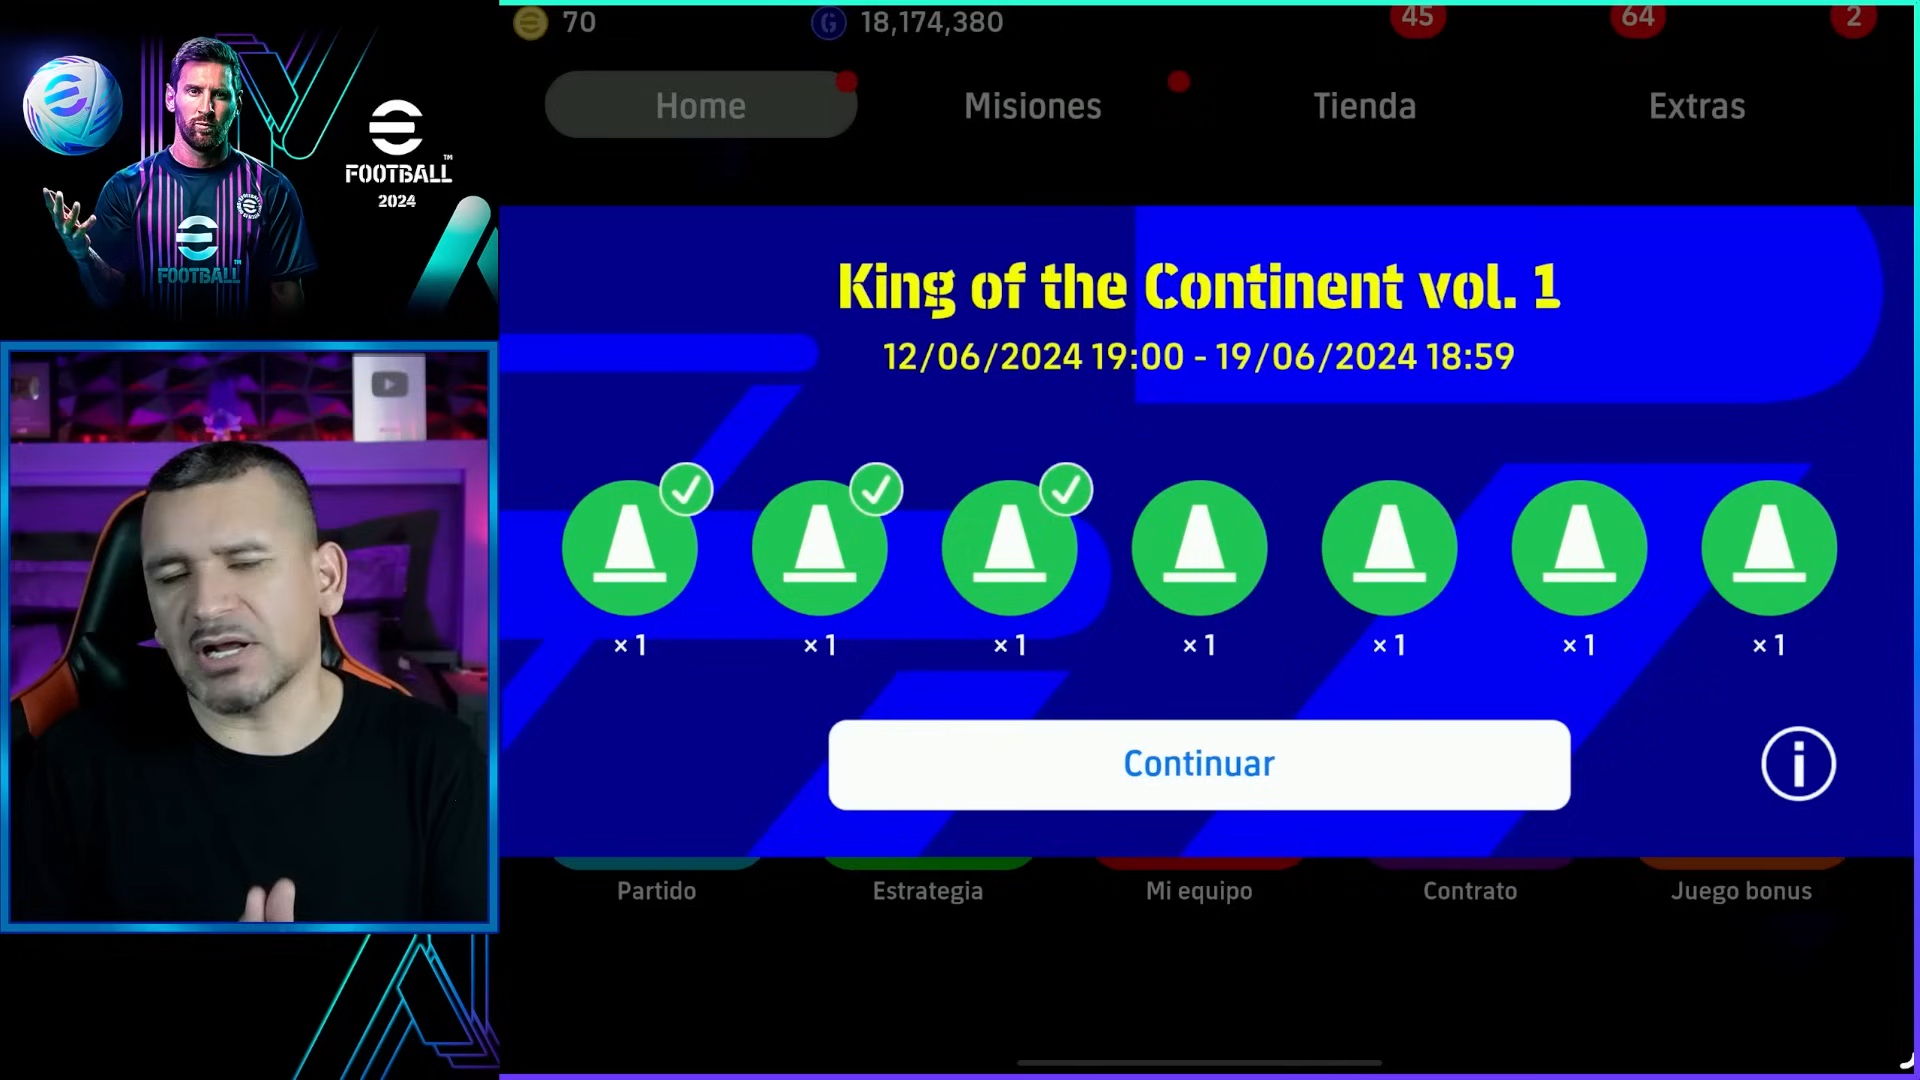 70
18,174,380
45
64
2
Home
Misiones
Tienda
Extras
FOOTBALL™
2024
FOOTBALL™
King of the Continent vol. 1
12/06/2024 19:00 - 19/06/2024 18:59
×1
×1
×1
×1
×1
×1
×1
Continuar
Partido
Estrategia
Mi equipo
Contrato
Juego bonus